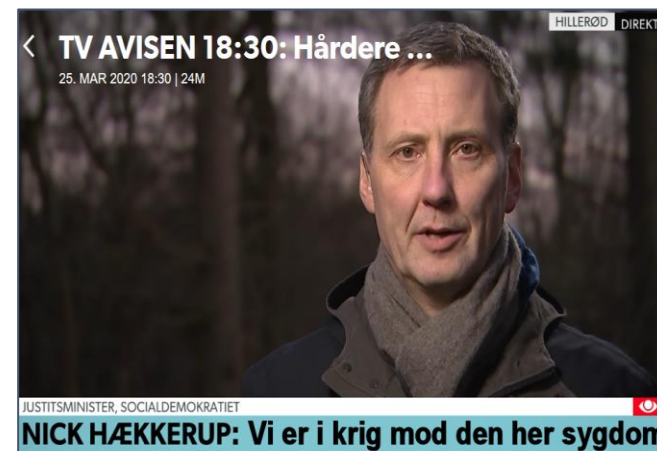 HILLERØD DIREKT
TV AVISEN 18:30: Hårdere ...
25. MAR 2020 18:30 | 24M
JUSTITSMINISTER, SOCIALDEMOKRATIET
NICK HÆKKERUP: Vi er i krig mod den her sygdom